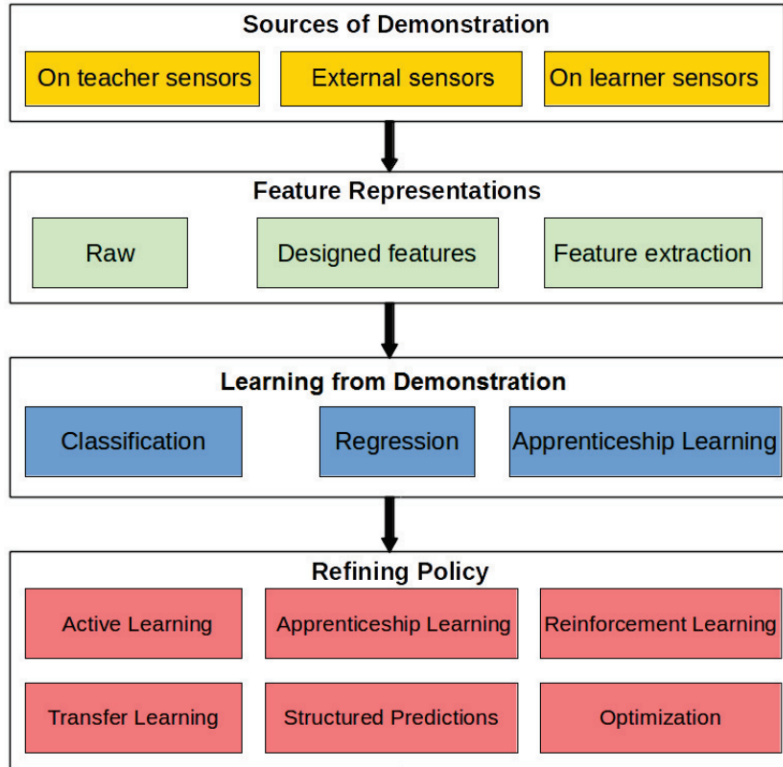 Sources of Demonstration
On teacher sensors
External sensors
On learner sensors
Feature Representations
Raw
Designed features
Feature extraction
Learning from Demonstration
Classification
Regression
Apprenticeship Learning
Refining Policy
Active Learning
Apprenticeship Learning
Reinforcement Learning
Transfer Learning
Structured Predictions
Optimization